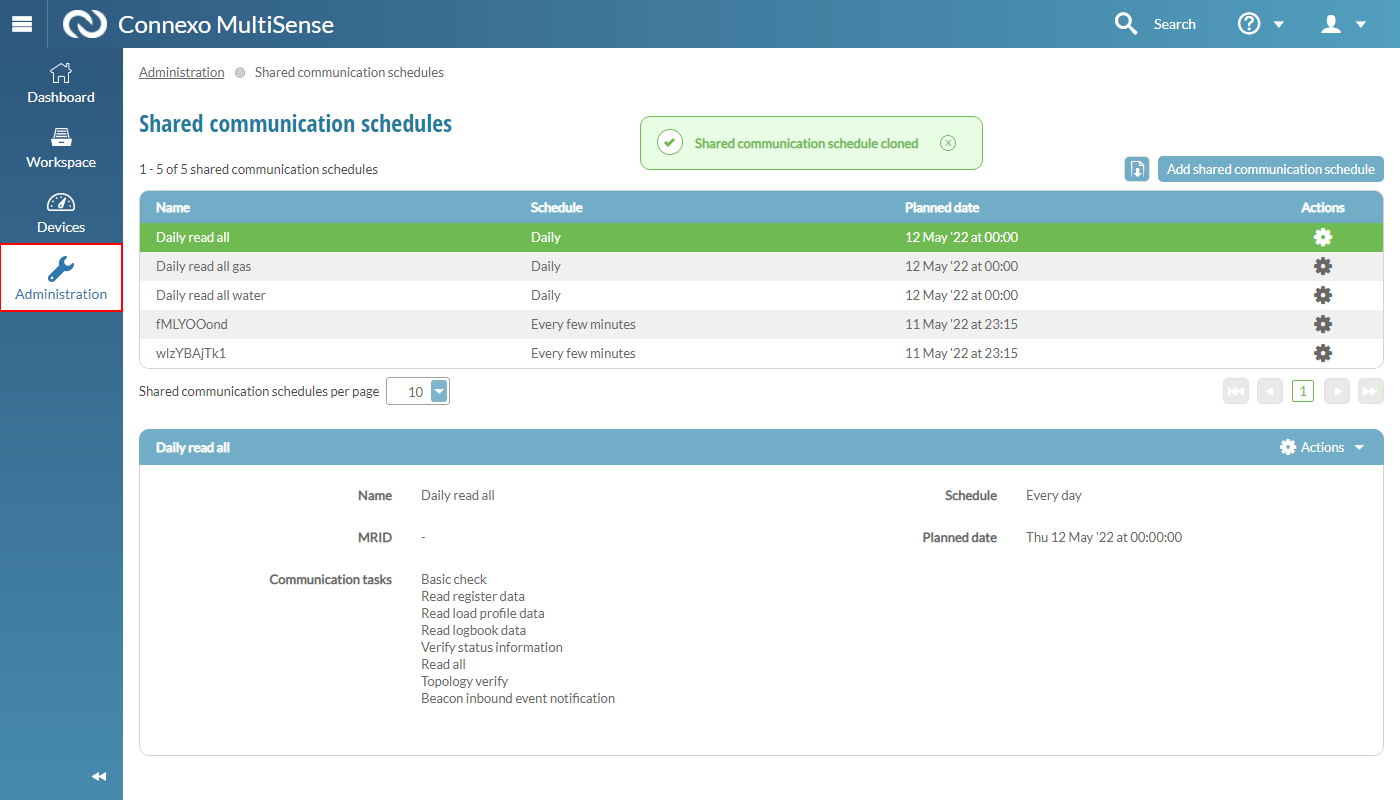 Connexo MultiSense
Search
Dashboard
Workspace
Devices
Administration
Administration Shared communication schedules
Shared communication schedules
Shared communication schedule cloned
1 - 5 of 5 shared communication schedules
Add shared communication schedule
Name Schedule Planned date Actions
Daily read all Daily 12 May '22 at 00:00
Daily read all gas Daily 12 May '22 at 00:00
Daily read all water Daily 12 May '22 at 00:00
fMLYOOond Every few minutes 11 May '22 at 23:15
wlzYBAjTk1 Every few minutes 11 May '22 at 23:15
Shared communication schedules per page 10
1
Daily read all Actions
Name Daily read all Schedule Every day
MRID - Planned date Thu 12 May '22 at 00:00:00
Communication tasks Basic check
Read register data
Read load profile data
Read logbook data
Verify status information
Read all
Topology verify
Beacon inbound event notification